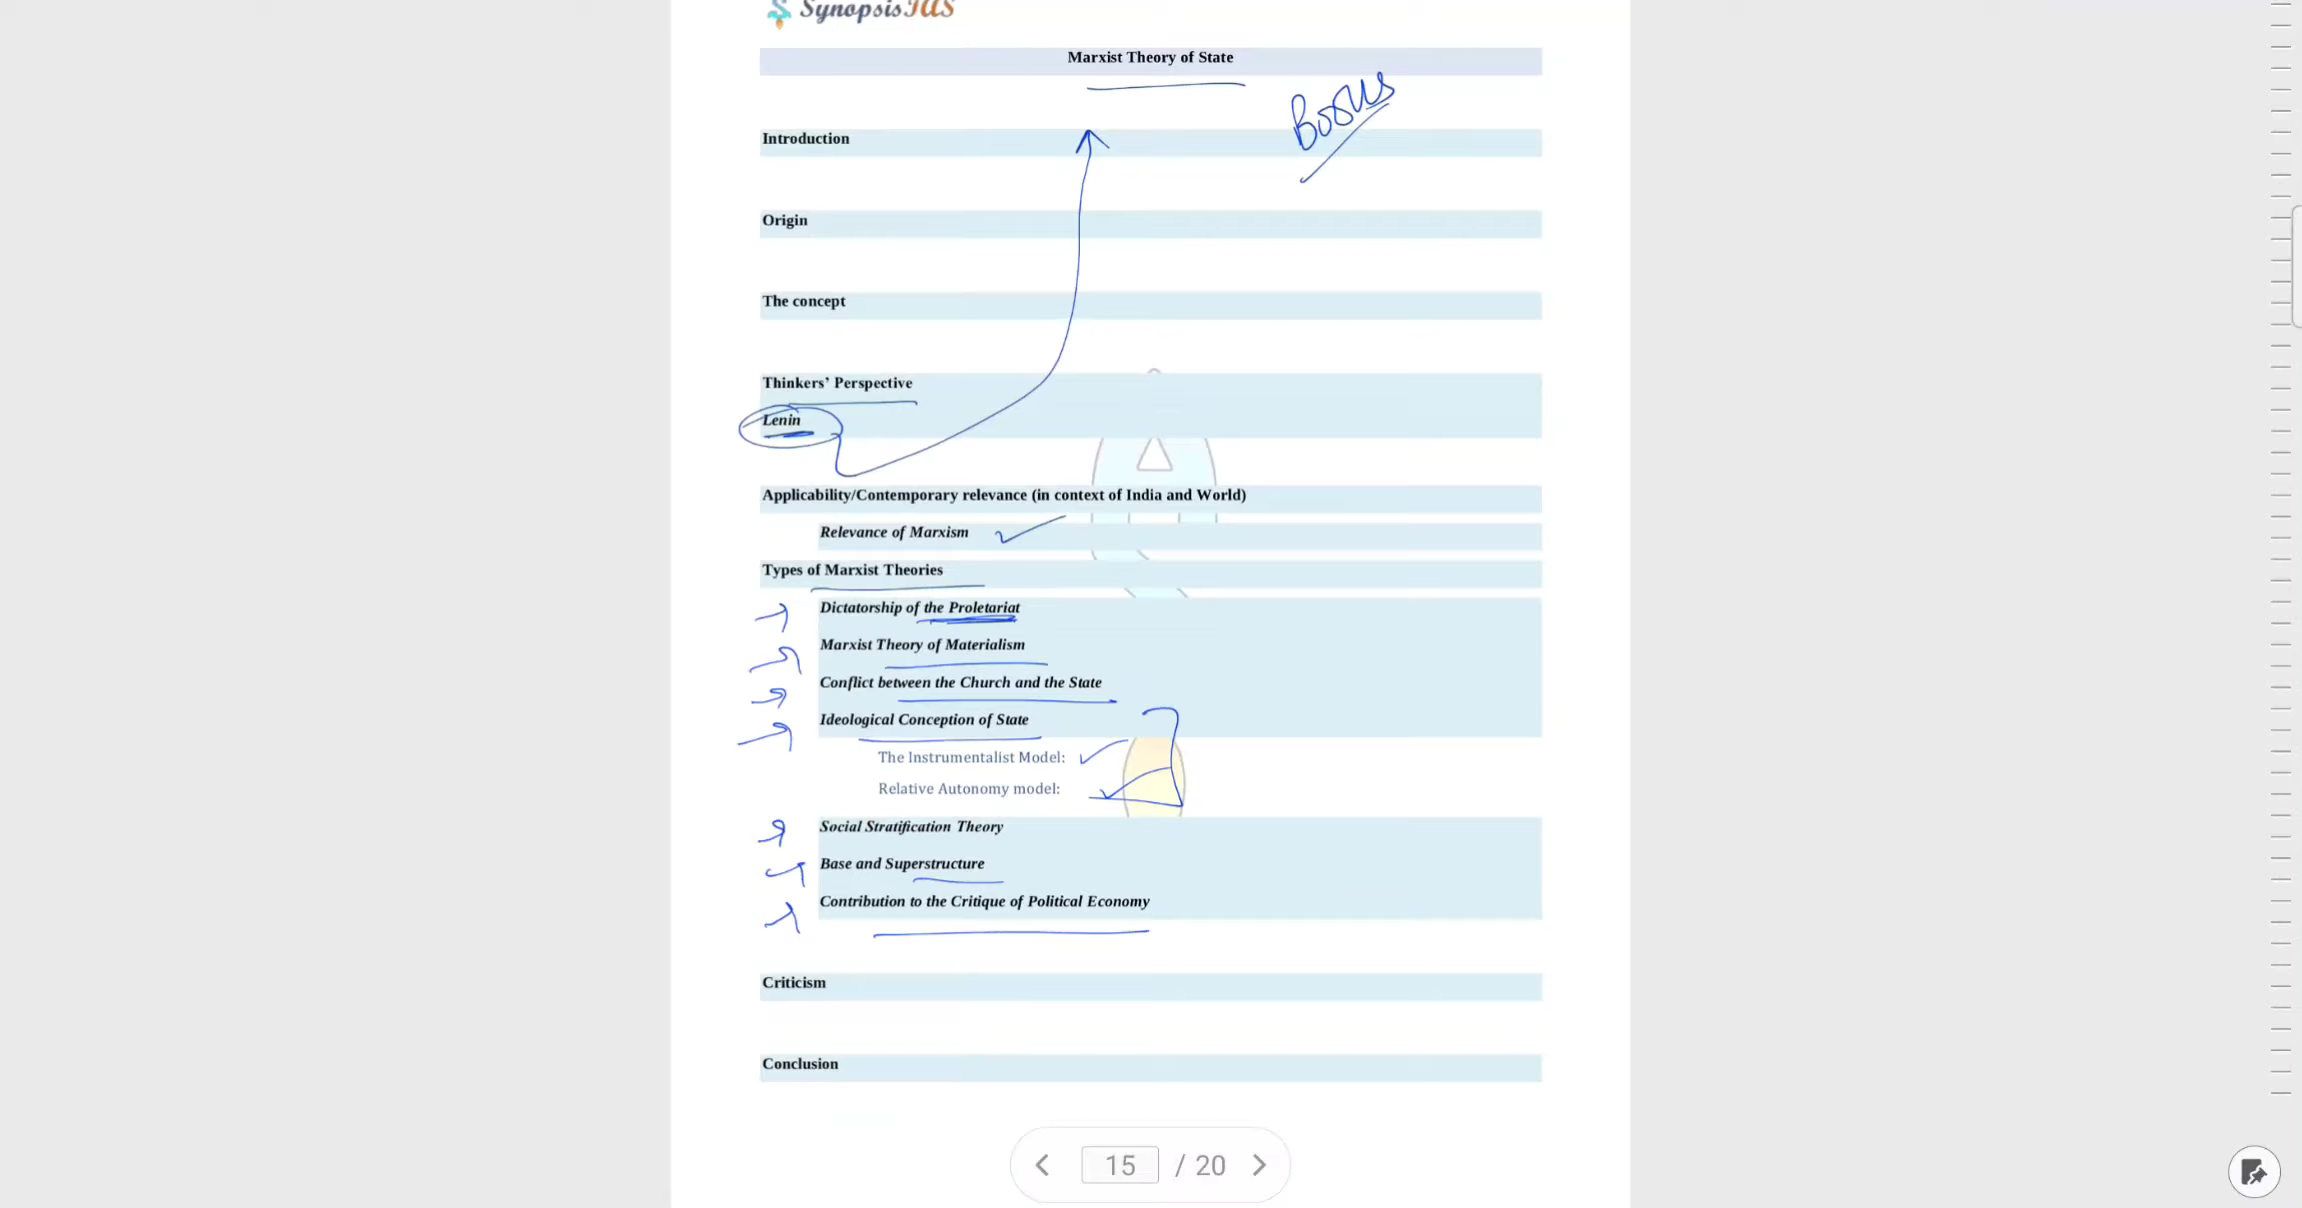 SynopsisIAS
Marxist Theory of State
Books
Introduction
Origin
The concept
Thinkers’ Perspective
Lenin
Applicability/Contemporary relevance (in context of India and World)
Relevance of Marxism
Types of Marxist Theories
Dictatorship of the Proletariat
Marxist Theory of Materialism
Conflict between the Church and the State
Ideological Conception of State
The Instrumentalist Model:
Relative Autonomy model:
Social Stratification Theory
Base and Superstructure
Contribution to the Critique of Political Economy
Criticism
Conclusion
15 / 20